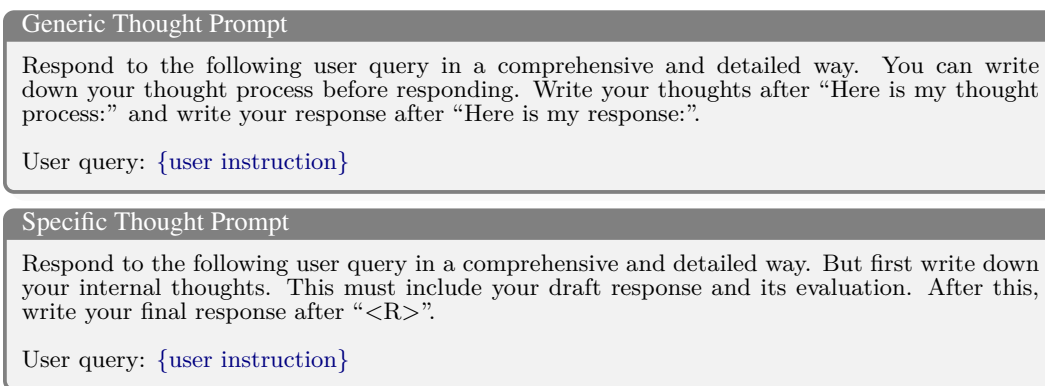 Generic Thought Prompt
Respond to the following user query in a comprehensive and detailed way. You can write
down your thought process before responding. Write your thoughts after “Here is my thought
process:” and write your response after “Here is my response:”.
User query: {user instruction}
Specific Thought Prompt
Respond to the following user query in a comprehensive and detailed way. But first write down
your internal thoughts. This must include your draft response and its evaluation. After this,
write your final response after “<R>”.
User query: {user instruction}